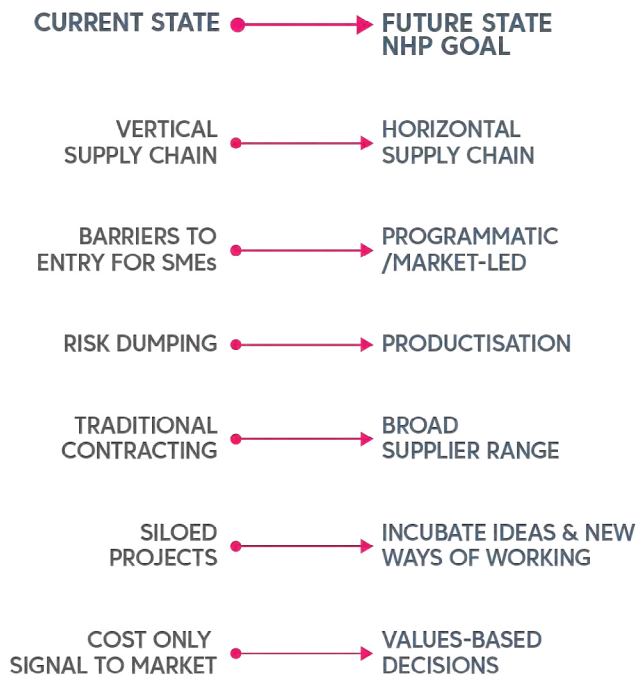 CURRENT STATE
FUTURE STATE
NHP GOAL
VERTICAL
SUPPLY CHAIN
HORIZONTAL
SUPPLY CHAIN
BARRIERS TO
ENTRY FOR SMEs
PROGRAMMATIC
/MARKET-LED
RISK DUMPING
PRODUCTISATION
TRADITIONAL
CONTRACTING
BROAD
SUPPLIER RANGE
SILOED
PROJECTS
INCUBATE IDEAS & NEW
WAYS OF WORKING
COST ONLY
SIGNAL TO MARKET
VALUES-BASED
DECISIONS